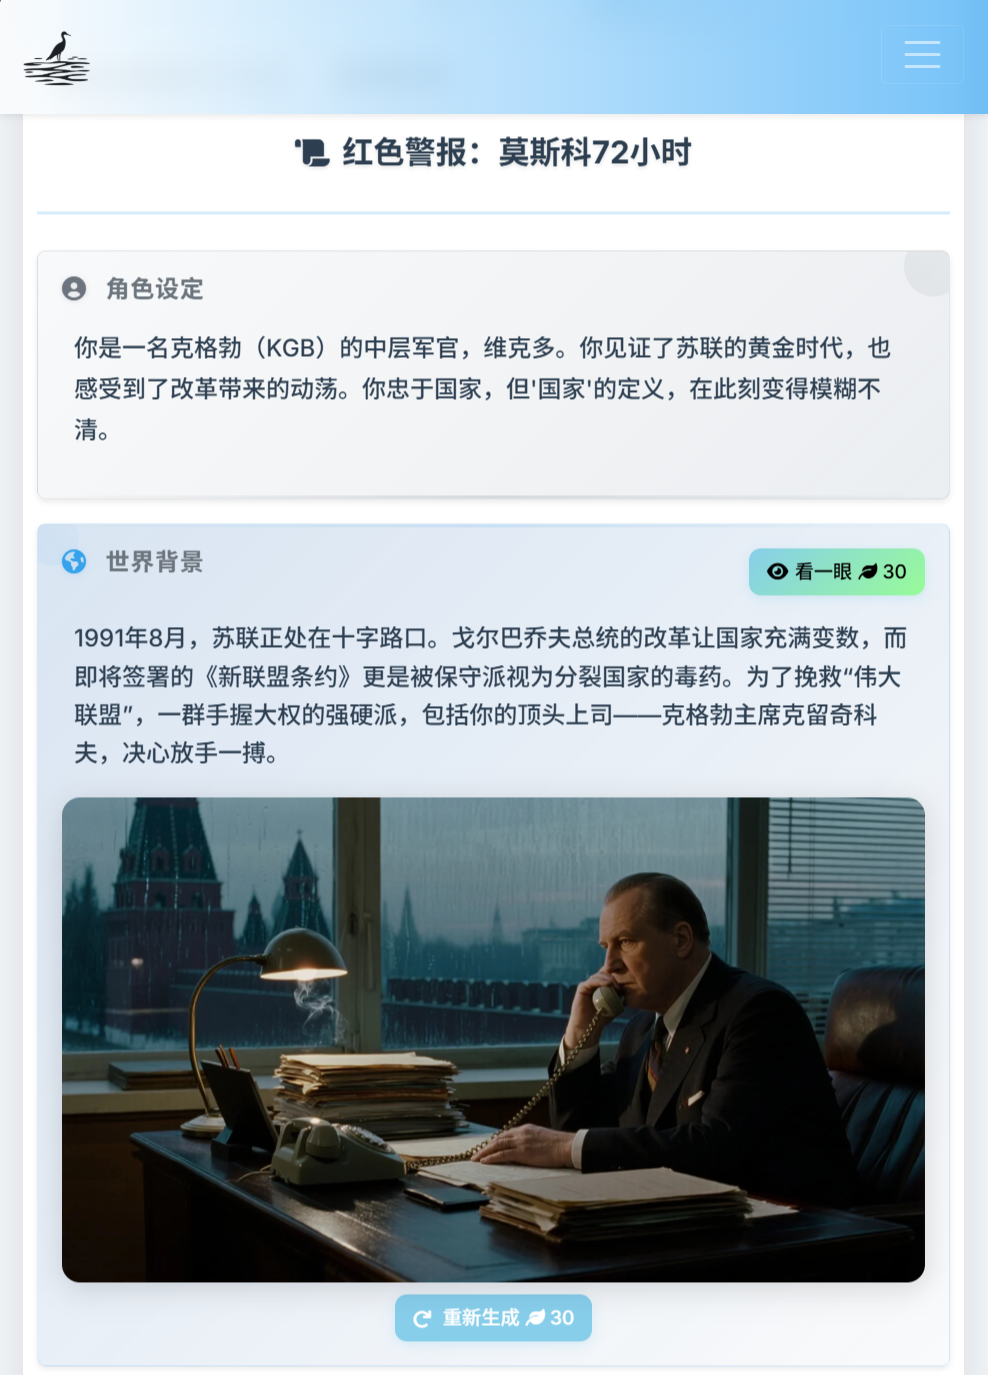 红色警报：莫斯科72小时
角色设定
你是一名克格勃（KGB）的中层军官，维克多。你见证了苏联的黄金时代，也
感受到了改革带来的动荡。你忠于国家，但'国家'的定义，在此刻变得模糊不
清。
世界背景
看一眼 30
1991年8月，苏联正处在十字路口。戈尔巴乔夫总统的改革让国家充满变数，而
即将签署的《新联盟条约》更是被保守派视为分裂国家的毒药。为了挽救“伟大
联盟”，一群手握大权的强硬派，包括你的顶头上司——克格勃主席克留奇科
夫，决心放手一搏。
重新生成 30